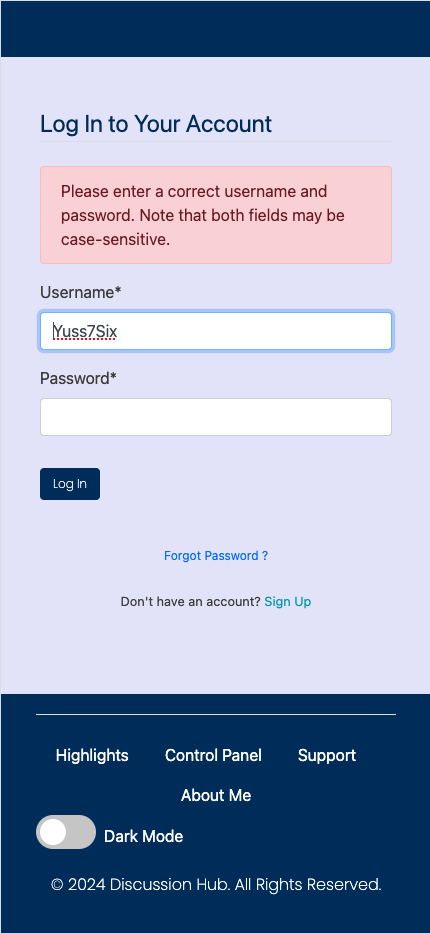 Log In to Your Account
Please enter a correct username and
password. Note that both fields may be
case-sensitive.
Username*
Yuss7Six
Password*
Log In
Forgot Password ?
Don't have an account? Sign Up
Highlights Control Panel Support
About Me
Dark Mode
© 2024 Discussion Hub. All Rights Reserved.